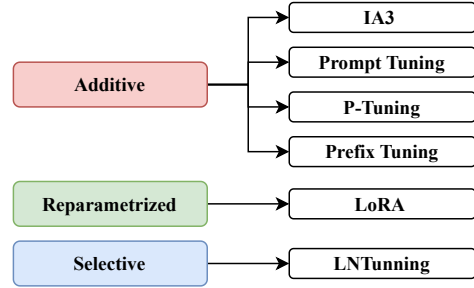 IA3
Prompt Tuning
Additive
P-Tuning
Prefix Tuning
Reparametrized
LoRA
Selective
LNTunning